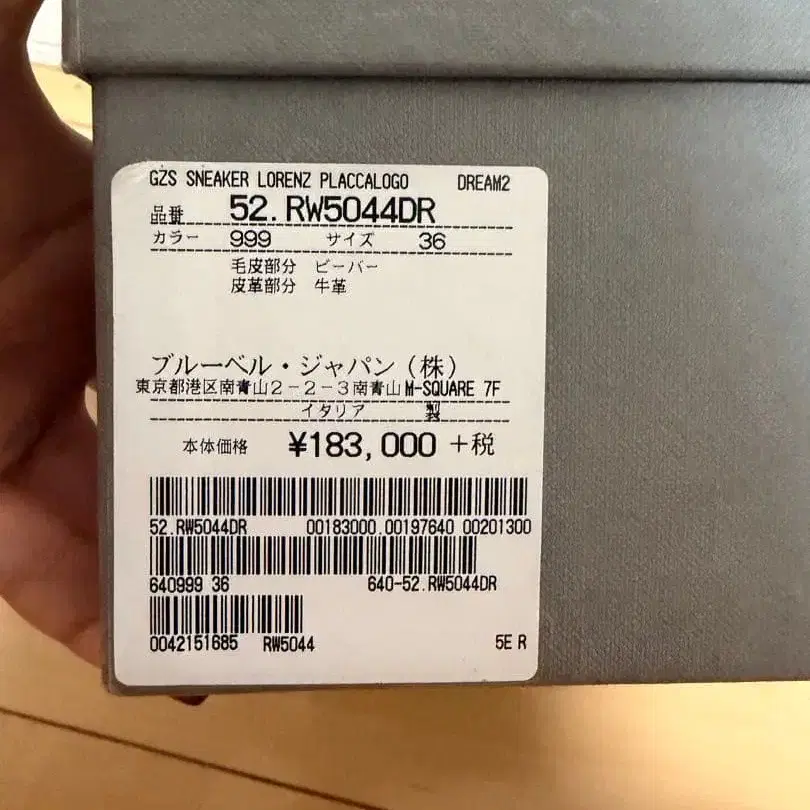 GZS SNEAKER LORENZ PLACCALOGO DREAM2
品番 52.RW5044DR
カラー 999 サイズ 36
毛皮部分 ビーバー
皮革部分 牛革
ブルーベル・ジャパン(株)
東京都港区南青山2-2-3南青山M-SQUARE 7F
イタリア 製
本体価格 ¥183,000 +税
52.RW5044DR 00183000.00197640 00201300
640999 36 640-52.RW5044DR
0042151685 RW5044 5E R